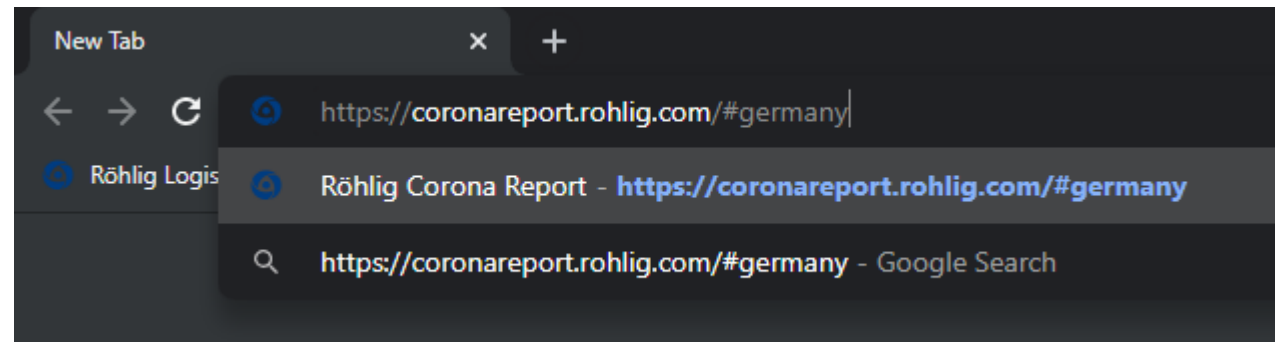 New Tab
https://coronareport.rohlig.com/#germany
Röhlig Logis
Röhlig Corona Report - https://coronareport.rohlig.com/#germany
https://coronareport.rohlig.com/#germany - Google Search